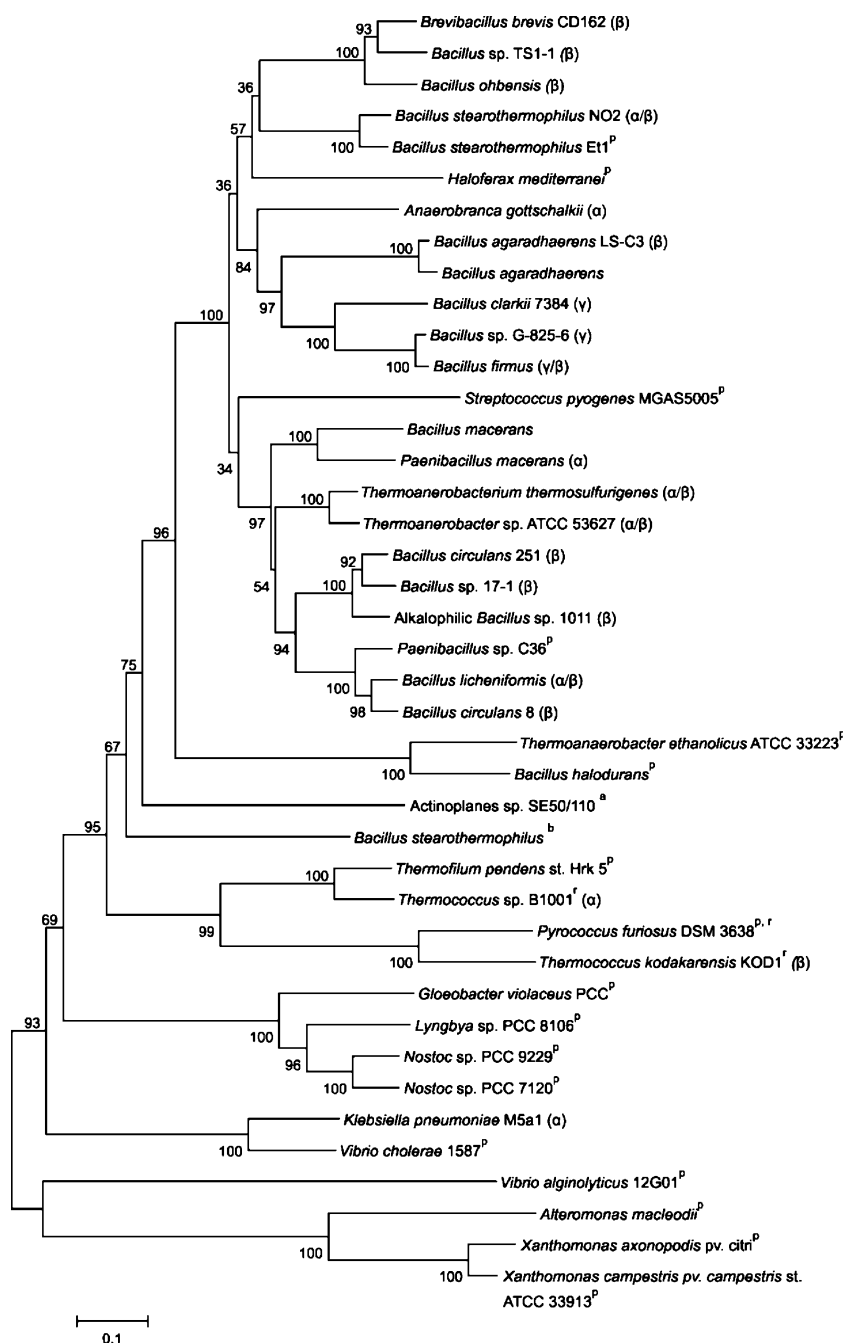 93
Brevibacillus brevis CD162 (β)
100
Bacillus sp. TS1-1 (β)
Bacillus ohbensis (β)
36
Bacillus stearothermophilus NO2 (α/β)
57
100
Bacillus stearothermophilus Et1p
Haloferax mediterraneip
36
Anaerobranca gottschalkii (α)
100
Bacillus agaradhaerens LS-C3 (β)
84
Bacillus agaradhaerens
97
Bacillus clarkii 7384 (γ)
100
100
Bacillus sp. G-825-6 (γ)
100
Bacillus firmus (γ/β)
Streptococcus pyogenes MGAS5005p
100
Bacillus macerans
34
Paenibacillus macerans (α)
100
Thermoanerobacterium thermosulfurigenes (α/β)
97
Thermoanerobacter sp. ATCC 53627 (α/β)
96
92
Bacillus circulans 251 (β)
54
100
Bacillus sp. 17-1 (β)
Alkalophilic Bacillus sp. 1011 (β)
94
Paenibacillus sp. C36p
75
100
Bacillus licheniformis (α/β)
98
Bacillus circulans 8 (β)
67
Thermoanaerobacter ethanolicus ATCC 33223p
100
Bacillus haloduransp
Actinoplanes sp. SE50/110 a
95
Bacillus stearothermophilus b
100
Thermofilum pendens st. Hrk 5p
Thermococcus sp. B1001r (α)
69
99
Pyrococcus furiosus DSM 3638p, r
100
Thermococcus kodakarensis KOD1r (β)
Gloeobacter violaceus PCCp
93
100
Lyngbya sp. PCC 8106p
96
Nostoc sp. PCC 9229p
100
Nostoc sp. PCC 7120p
Klebsiella pneumoniae M5a1 (α)
100
Vibrio cholerae 1587p
Vibrio alginolyticus 12G01p
Alteromonas macleodiip
100
Xanthomonas axonopodis pv. citrip
100
Xanthomonas campestris pv. campestris st.
ATCC 33913p
0.1